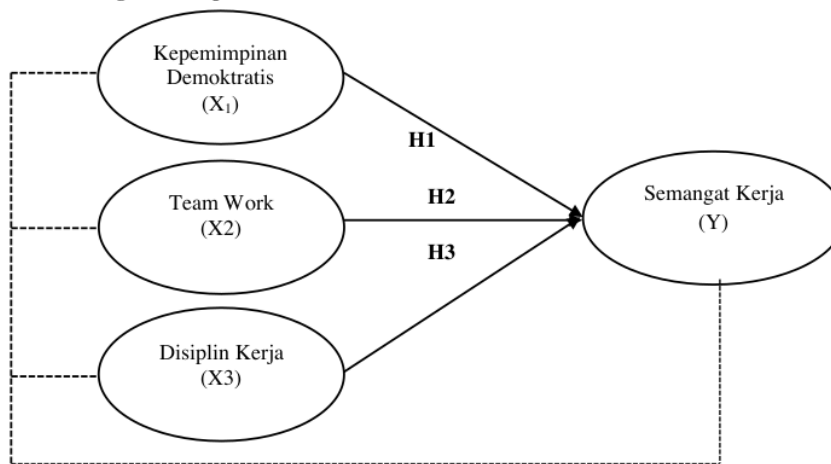 Kepemimpinan
Demoktratis
(X₁)
H1
Team Work
(X2)
H2
Semangat Kerja
(Y)
H3
Disiplin Kerja
(X3)